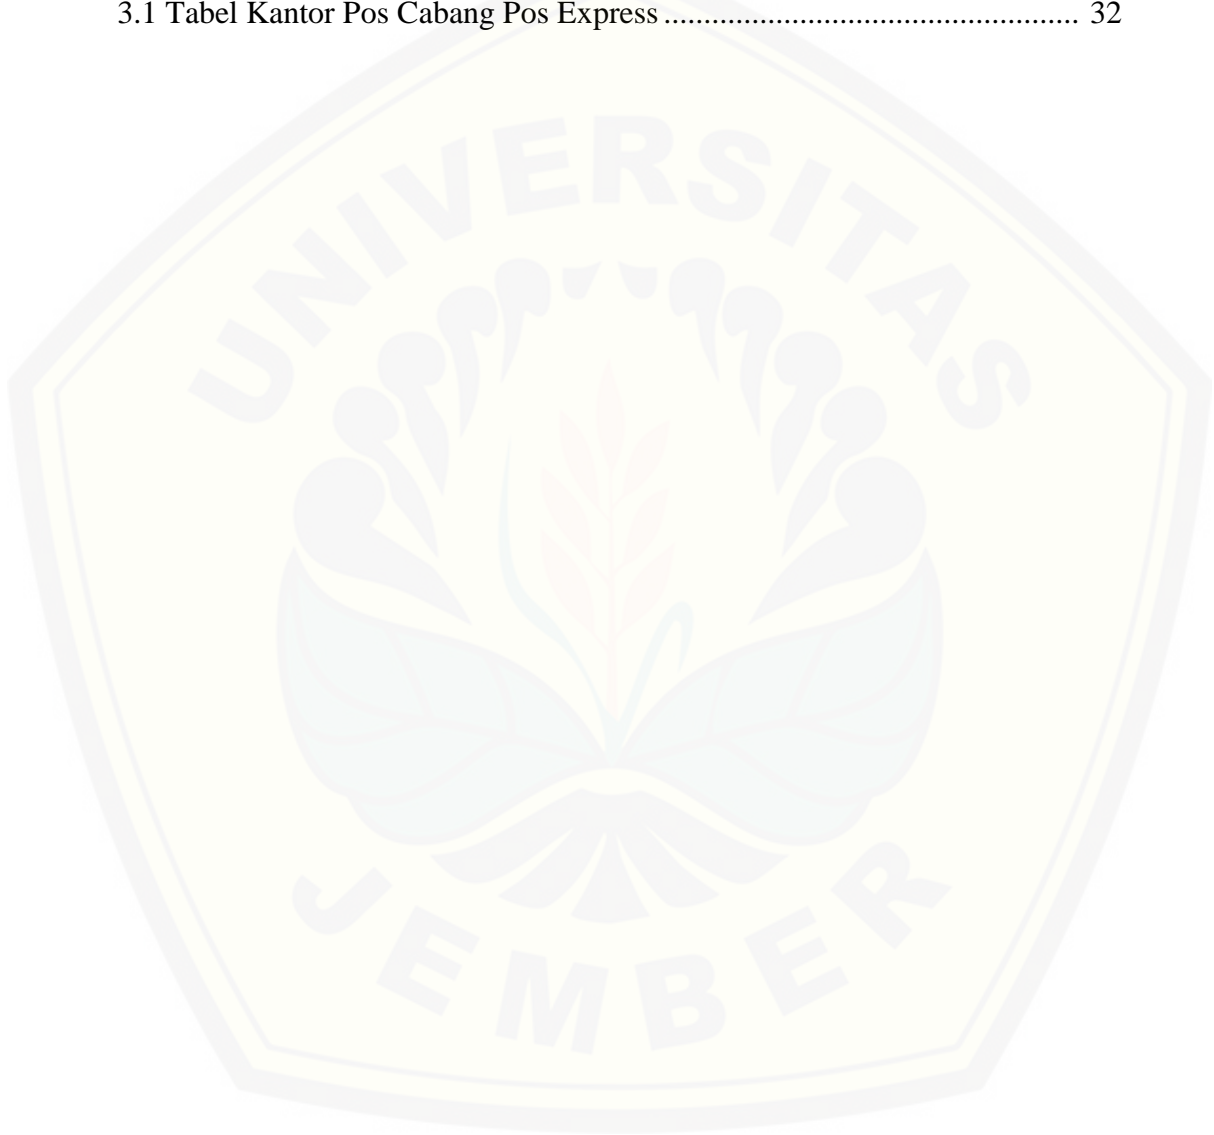 3.1 Tabel Kantor Pos Cabang Pos Express ................................................ 32
UNIVERSITAS
JEMBER